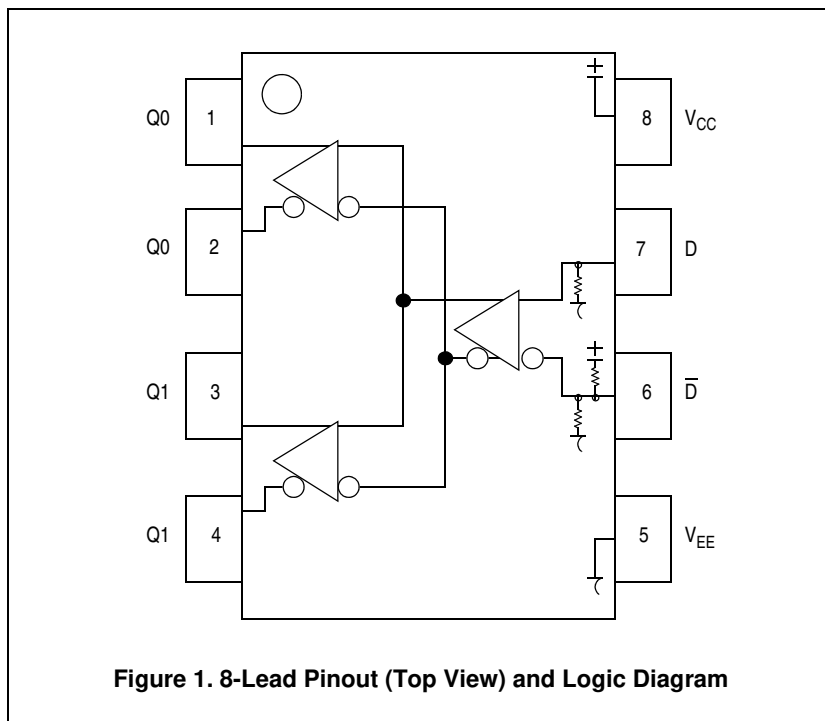 Q0 1 8 V_CC
Q0 2 7 D
Q1 3 6 D̅
Q1 4 5 V_EE
Figure 1. 8-Lead Pinout (Top View) and Logic Diagram